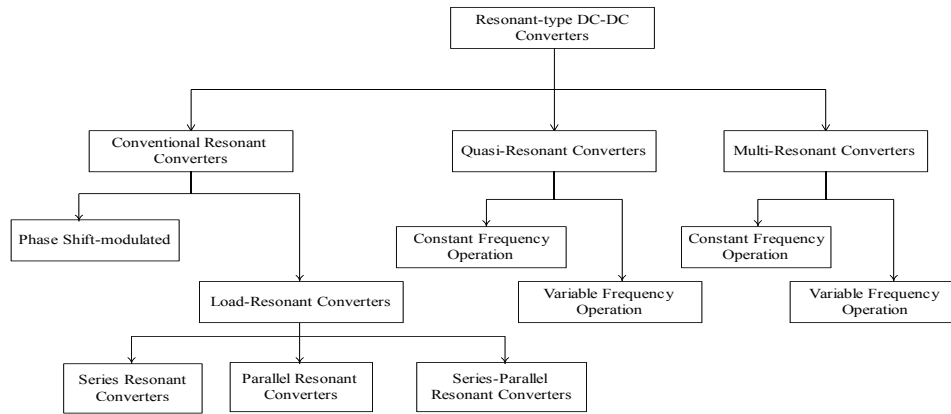 Resonant-type DC-DC
Converters
Conventional Resonant
Converters
Quasi-Resonant Converters
Multi-Resonant Converters
Phase Shift-modulated
Constant Frequency
Operation
Constant Frequency
Operation
Load-Resonant Converters
Variable Frequency
Operation
Variable Frequency
Operation
Series Resonant
Converters
Parallel Resonant
Converters
Series-Parallel
Resonant Converters